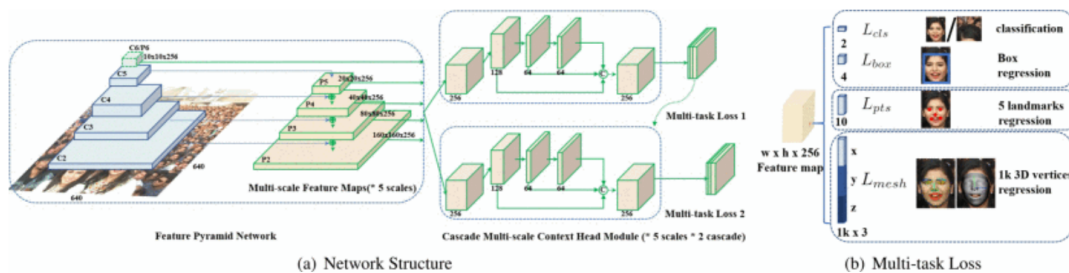 C6/P6
10x10x256
C5
C4
C3
C2
640
640
P5
20x20x256
P4
40x40x256
P3
80x80x256
P2
160x160x256
Multi-scale Feature Maps(* 5 scales)
Feature Pyramid Network
256
128
64
64
C
256
Multi-task Loss 1
256
128
64
64
C
256
Multi-task Loss 2
Cascade Multi-scale Context Head Module (* 5 scales * 2 cascade)
(a) Network Structure
w x h x 256
Feature map
2
L_cls
/
classification
4
L_box
Box
regression
10
L_pts
5 landmarks
regression
x
y
z
L_mesh
1k 3D vertices
regression
1k x 3
(b) Multi-task Loss